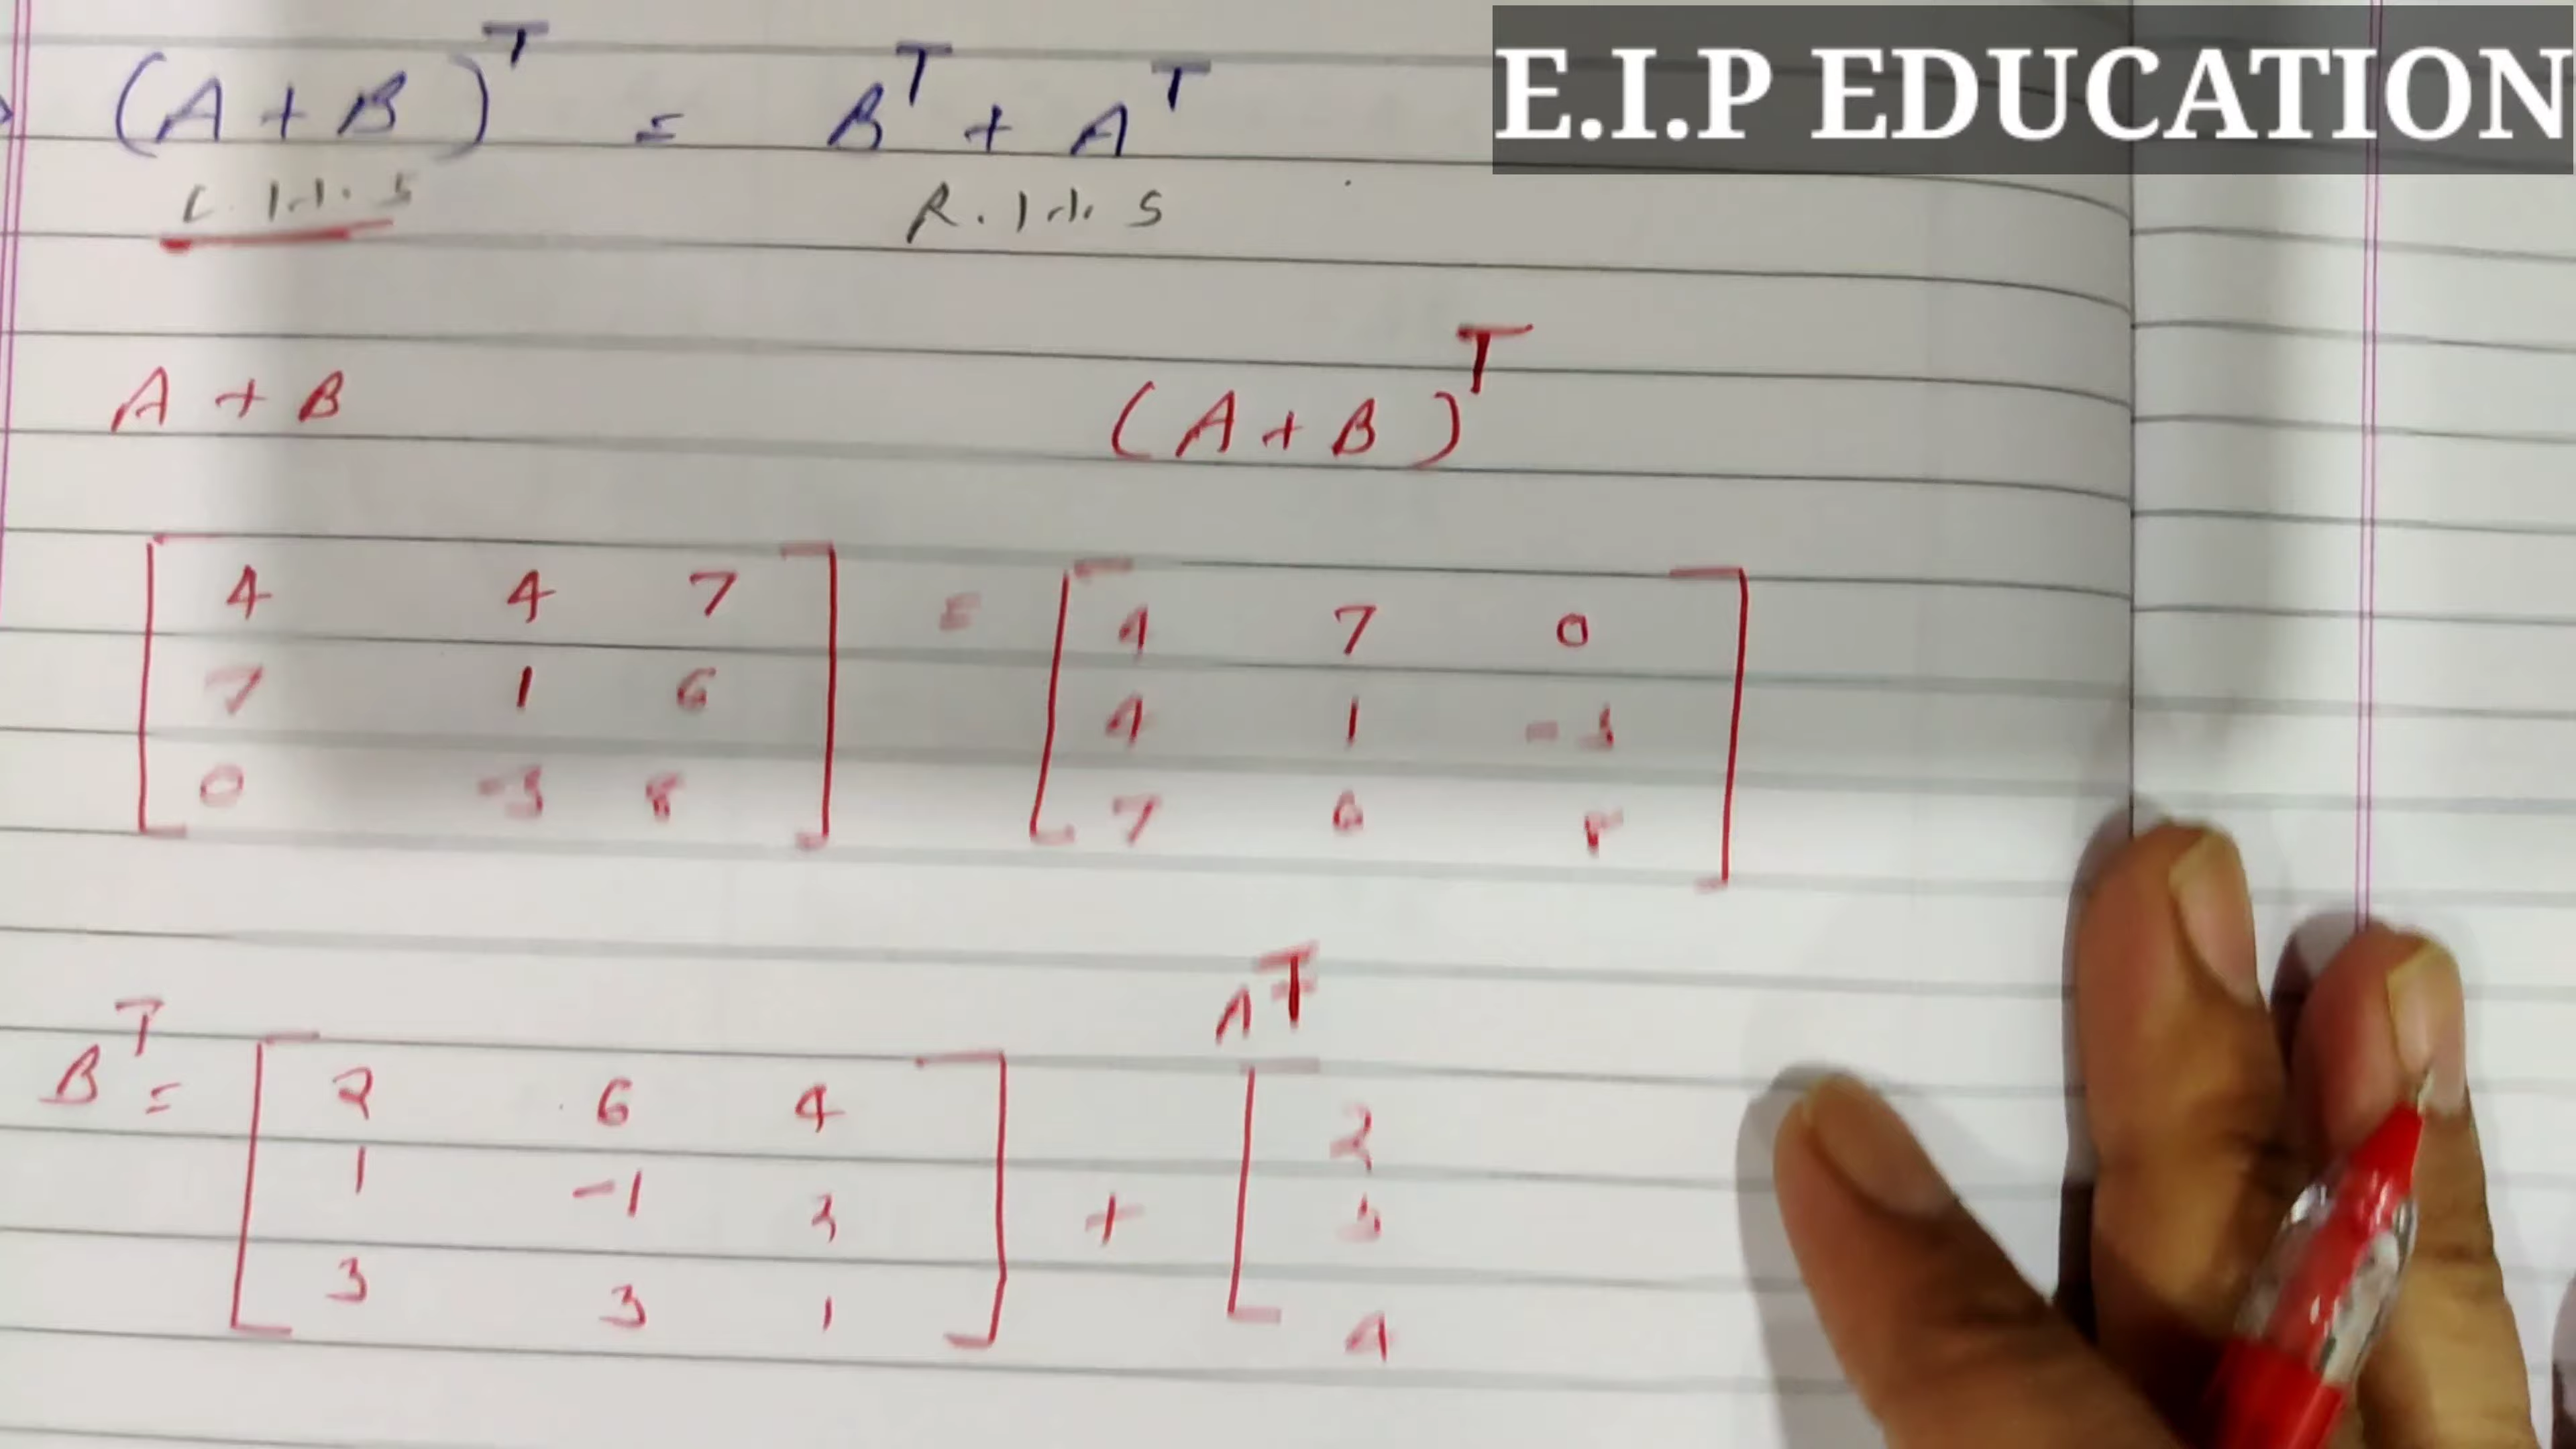 E.I.P EDUCATION
(A + B)^T = B^T + A^T
L.H.S R.H.S
A + B (A + B)^T
4 4 7 = 4 7 0
7 1 6 4 1 -3
0 -3 8 7 6 8
A^T
B^T = 2 6 4 2
1 -1 3 + 3
3 3 1 4